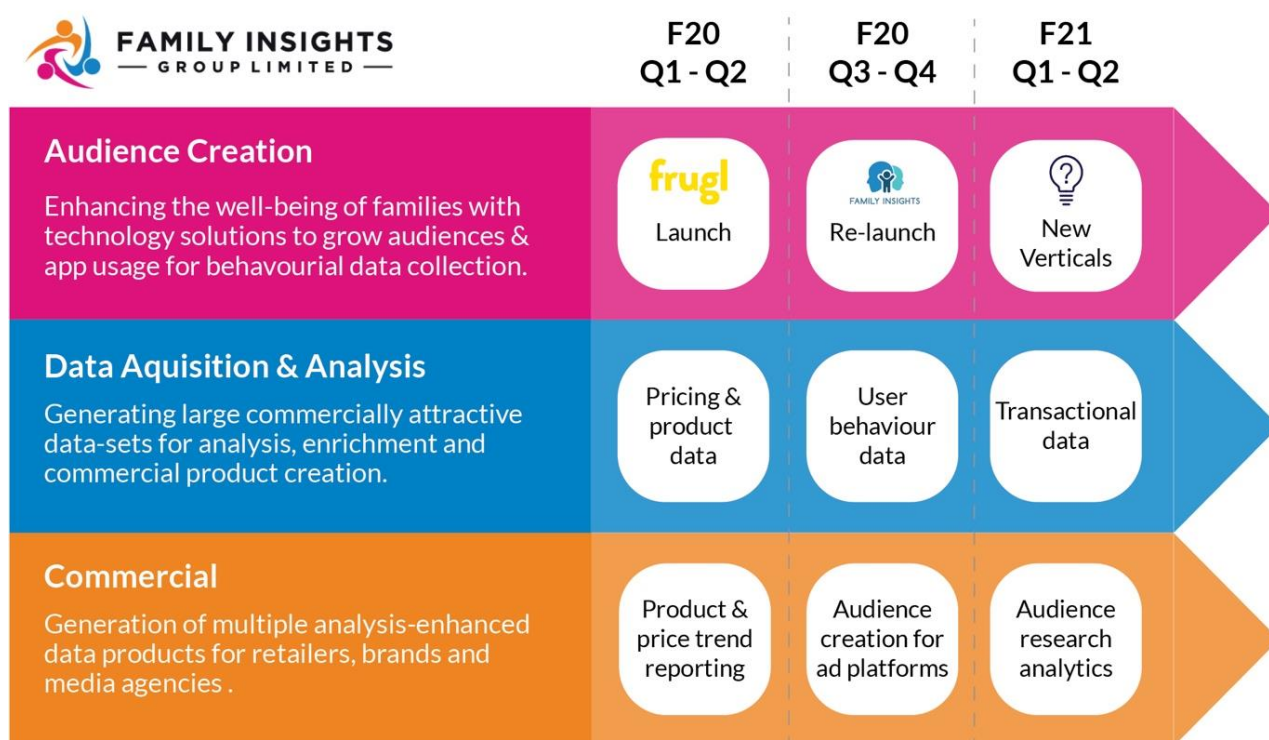 FAMILY INSIGHTS
GROUP LIMITED
F20
Q1 - Q2
F20
Q3 - Q4
F21
Q1 - Q2
Audience Creation
Enhancing the well-being of families with
technology solutions to grow audiences &
app usage for behavourial data collection.
frugl
Launch
FAMILY INSIGHTS
Re-launch
?
New
Verticals
Data Aquisition & Analysis
Generating large commercially attractive
data-sets for analysis, enrichment and
commercial product creation.
Pricing &
product
data
User
behaviour
data
Transactional
data
Commercial
Generation of multiple analysis-enhanced
data products for retailers, brands and
media agencies .
Product &
price trend
reporting
Audience
creation for
ad platforms
Audience
research
analytics